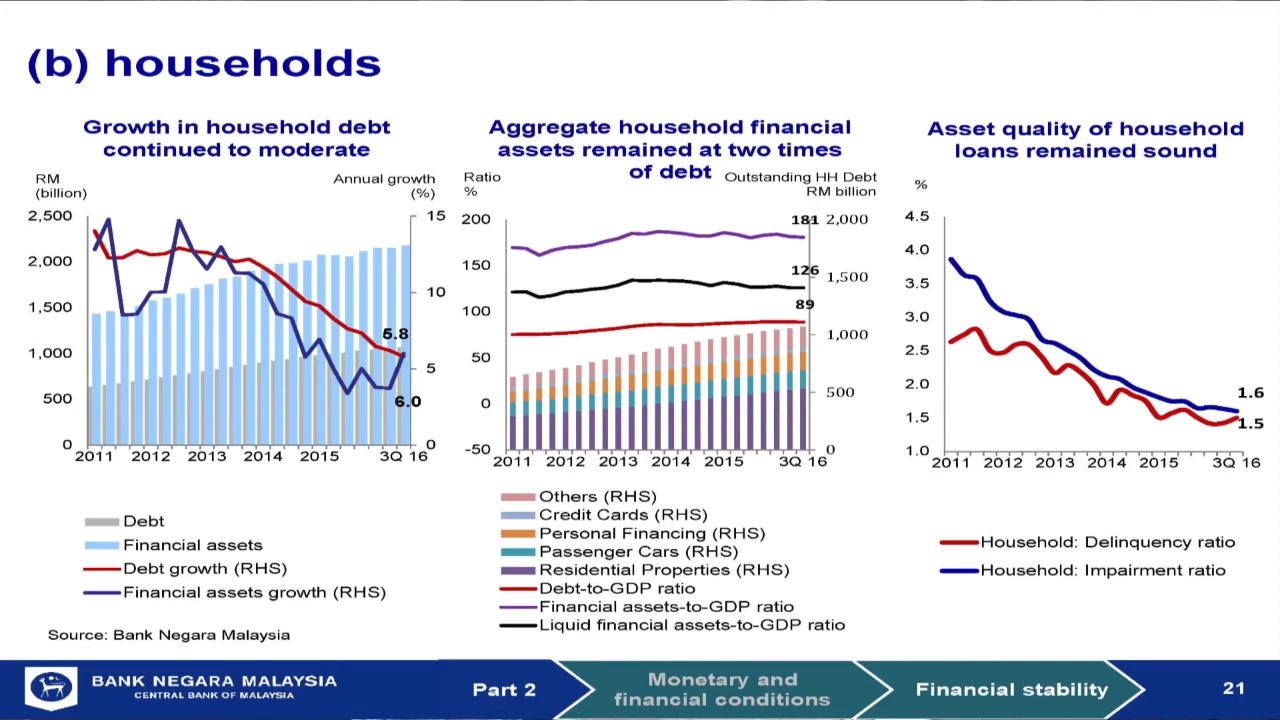 (b) households
Growth in household debt
continued to moderate
RM
(billion)
Annual growth
(%)
2,500
2,000
1,500
1,000
500
0
15
10
5
0
5.8
6.0
2011
2012
2013
2014
2015
3Q 16
Debt
Financial assets
Debt growth (RHS)
Financial assets growth (RHS)
Source: Bank Negara Malaysia
Aggregate household financial
assets remained at two times
of debt
Ratio
%
Outstanding HH Debt
RM billion
200
150
100
50
0
-50
2,000
1,500
1,000
500
0
181
126
89
2011
2012
2013
2014
2015
3Q 16
Others (RHS)
Credit Cards (RHS)
Personal Financing (RHS)
Passenger Cars (RHS)
Residential Properties (RHS)
Debt-to-GDP ratio
Financial assets-to-GDP ratio
Liquid financial assets-to-GDP ratio
Asset quality of household
loans remained sound
%
4.5
4.0
3.5
3.0
2.5
2.0
1.5
1.0
1.6
1.5
2011
2012
2013
2014
2015
3Q 16
Household: Delinquency ratio
Household: Impairment ratio
BANK NEGARA MALAYSIA
CENTRAL BANK OF MALAYSIA
Part 2
Monetary and
financial conditions
Financial stability
21